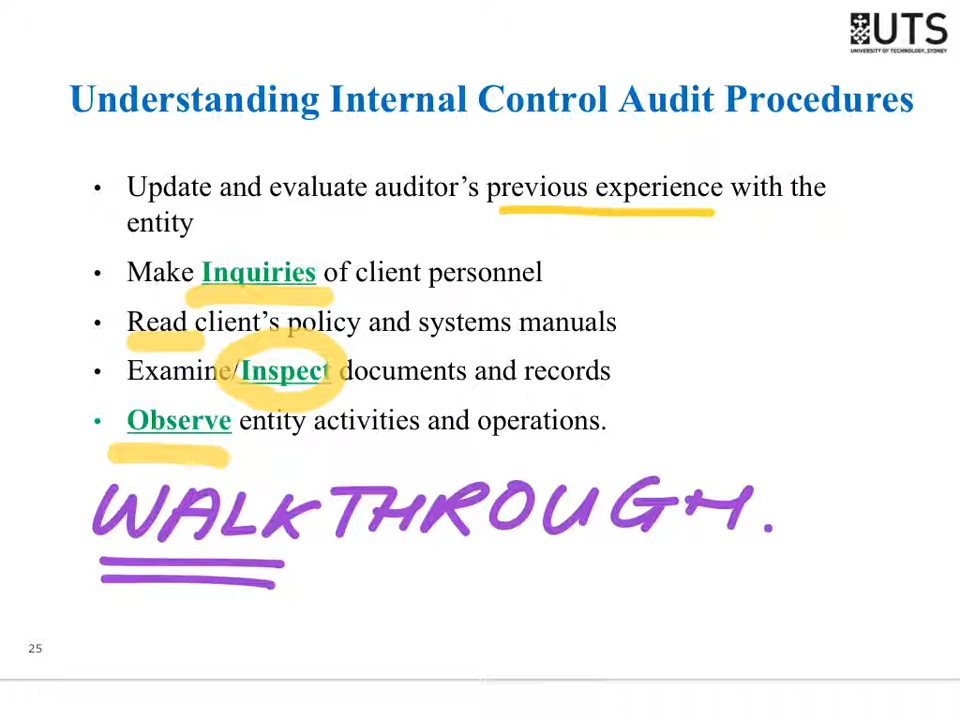 UTS
UNIVERSITY OF TECHNOLOGY, SYDNEY
Understanding Internal Control Audit Procedures
• Update and evaluate auditor’s previous experience with the
entity
• Make Inquiries of client personnel
• Read client’s policy and systems manuals
• Examine/Inspect documents and records
• Observe entity activities and operations.
WALKTHROUGH.
25